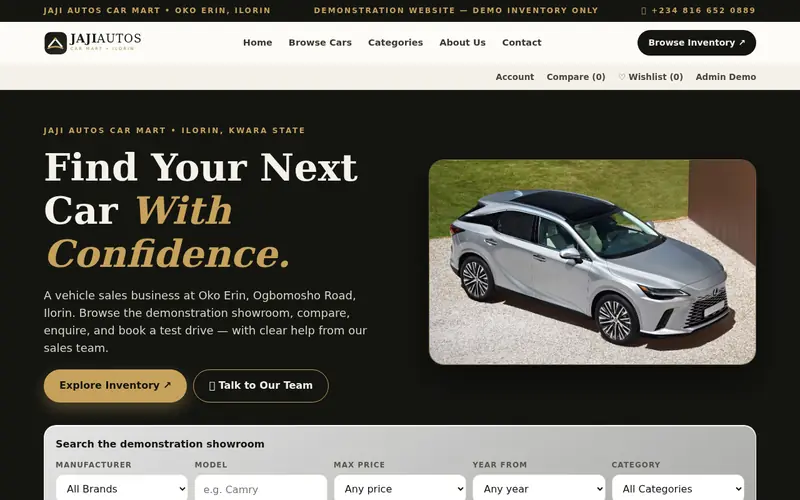 JAJI AUTOS CAR MART • OKO ERIN, ILORIN
DEMONSTRATION WEBSITE — DEMO INVENTORY ONLY
+234 816 652 0889
JAJIAUTOS
CAR MART • ILORIN
Home
Browse Cars
Categories
About Us
Contact
Browse Inventory ↗
Account
Compare (0)
♡ Wishlist (0)
Admin Demo
JAJI AUTOS CAR MART • ILORIN, KWARA STATE
Find Your Next
Car With
Confidence.
A vehicle sales business at Oko Erin, Ogbomosho Road,
Ilorin. Browse the demonstration showroom, compare,
enquire, and book a test drive — with clear help from our
sales team.
Explore Inventory ↗
Talk to Our Team
Search the demonstration showroom
MANUFACTURER
MODEL
MAX PRICE
YEAR FROM
CATEGORY
All Brands
e.g. Camry
Any price
Any year
All Categories